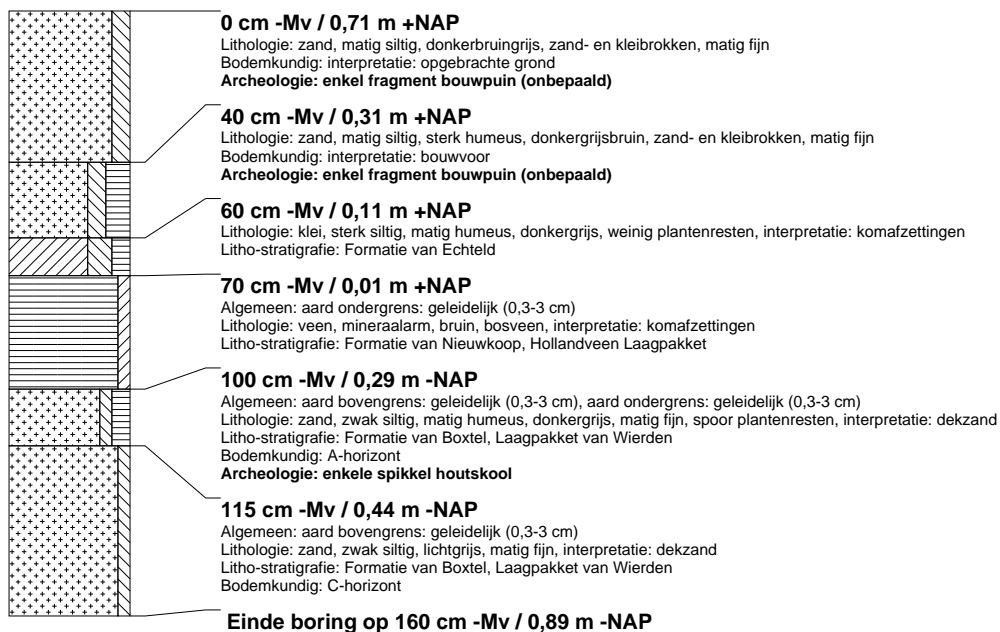 0 cm -Mv / 0,71 m +NAP
Lithologie: zand, matig siltig, donkerbruingrijs, zand- en kleibrokken, matig fijn
Bodemkundig: interpretatie: opgebrachte grond
Archeologie: enkel fragment bouwpuin (onbepaald)
40 cm -Mv / 0,31 m +NAP
Lithologie: zand, matig siltig, sterk humeus, donkergrijsbruin, zand- en kleibrokken, matig fijn
Bodemkundig: interpretatie: bouwvoor
Archeologie: enkel fragment bouwpuin (onbepaald)
60 cm -Mv / 0,11 m +NAP
Lithologie: klei, sterk siltig, matig humeus, donkergrijs, weinig plantenresten, interpretatie: komafzettingen
Litho-stratigrafie: Formatie van Echteld
70 cm -Mv / 0,01 m +NAP
Algemeen: aard ondergrens: geleidelijk (0,3-3 cm)
Lithologie: veen, mineraalarm, bruin, bosveen, interpretatie: komafzettingen
Litho-stratigrafie: Formatie van Nieuwkoop, Hollandveen Laagpakket
100 cm -Mv / 0,29 m -NAP
Algemeen: aard bovengrens: geleidelijk (0,3-3 cm), aard ondergrens: geleidelijk (0,3-3 cm)
Lithologie: zand, zwak siltig, matig humeus, donkergrijs, matig fijn, spoor plantenresten, interpretatie: dekzand
Litho-stratigrafie: Formatie van Boxtel, Laagpakket van Wierden
Bodemkundig: A-horizont
Archeologie: enkele spikkel houtskool
115 cm -Mv / 0,44 m -NAP
Algemeen: aard bovengrens: geleidelijk (0,3-3 cm)
Lithologie: zand, zwak siltig, lichtgrijs, matig fijn, interpretatie: dekzand
Litho-stratigrafie: Formatie van Boxtel, Laagpakket van Wierden
Bodemkundig: C-horizont
Einde boring op 160 cm -Mv / 0,89 m -NAP